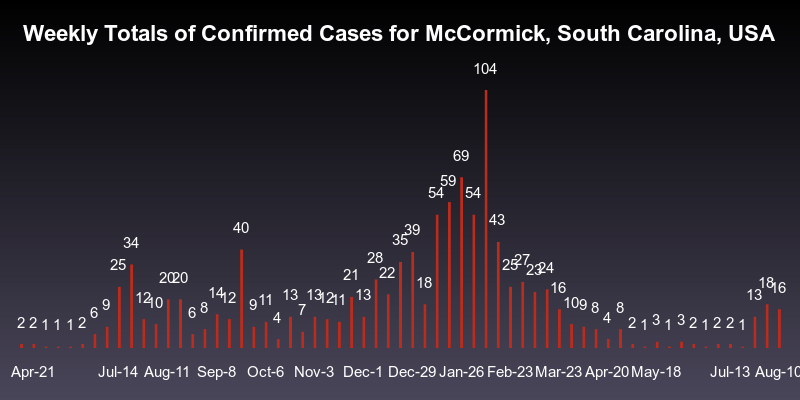 Weekly Totals of Confirmed Cases for McCormick, South Carolina, USA
104
69
59
54 54
43
40 39
34 35
28
25 25 27 23 24
20 20 21 22
18 18
12 10 14 12 11 13 13 12 11 13 16 13 16
6 9 6 8 9 4 7 10 9 8 4 8
2 2 1 1 1 2 2 1 3 1 3 2 1 2 2 1
Apr-21 Jul-14 Aug-11 Sep-8 Oct-6 Nov-3 Dec-1 Dec-29 Jan-26 Feb-23 Mar-23 Apr-20 May-18 Jul-13 Aug-10